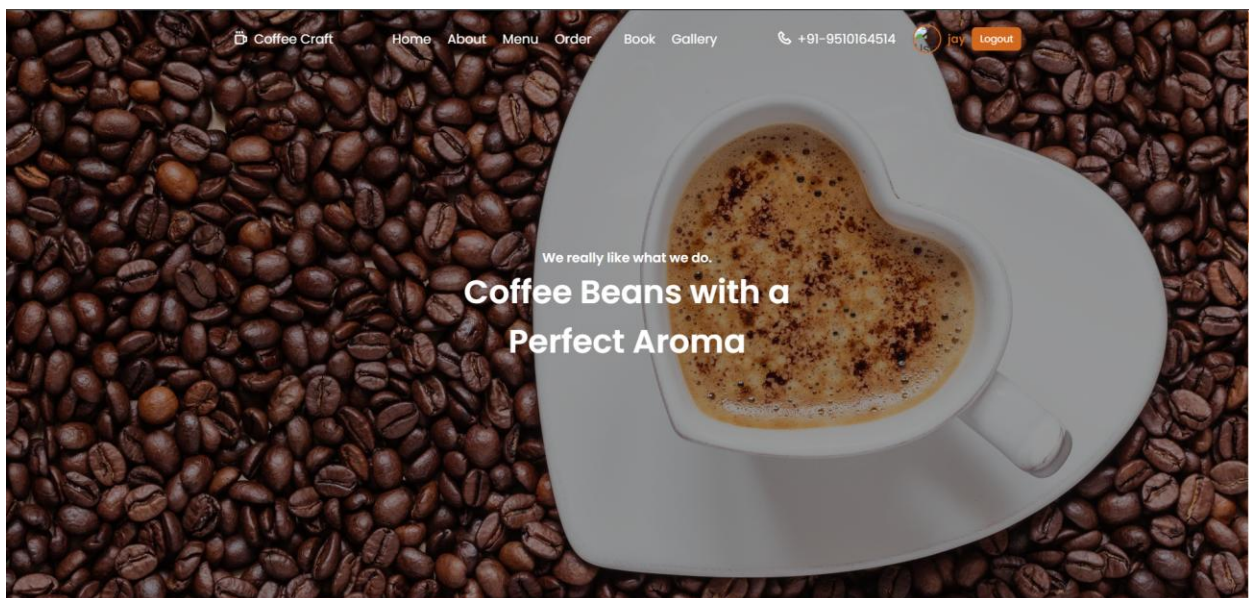 Coffee Craft Home About Menu Order Book Gallery +91-9510164514 jay Logout
We really like what we do.
Coffee Beans with a
Perfect Aroma